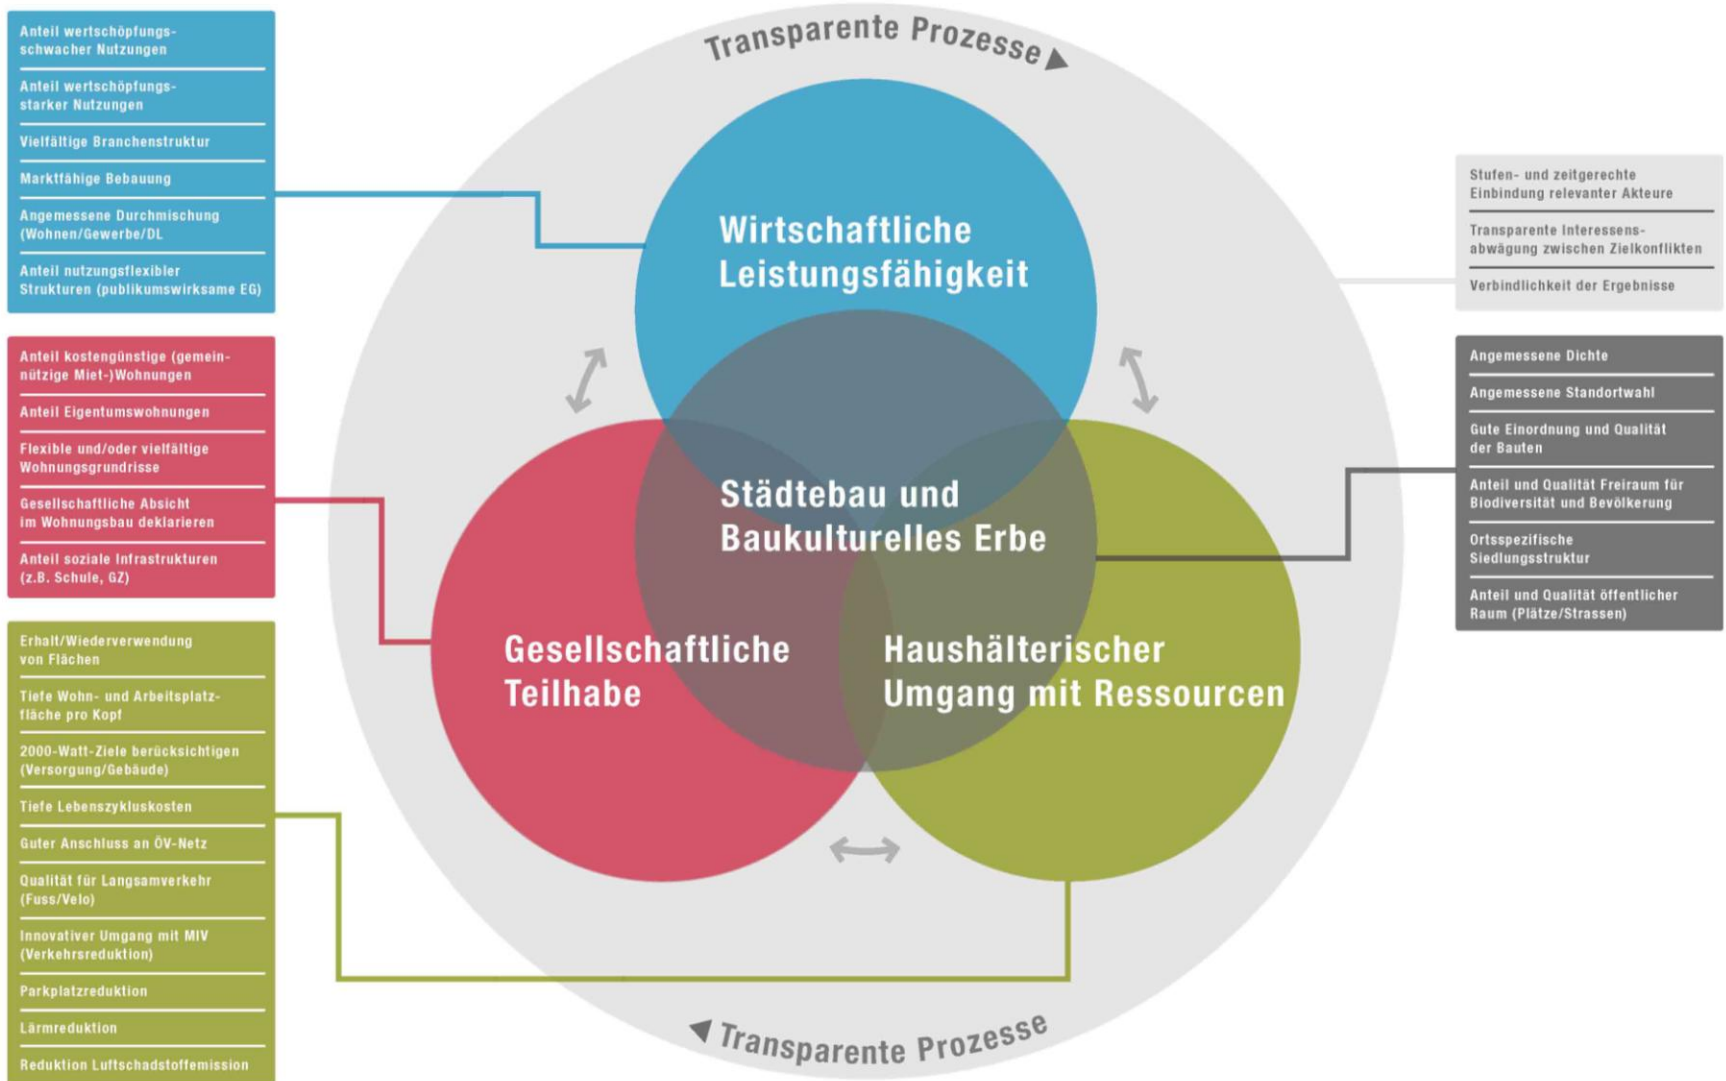 Transparente Prozesse
Anteil wertschöpfungs-
schwacher Nutzungen
Anteil wertschöpfungs-
starker Nutzungen
Vielfältige Branchenstruktur
Marktfähige Bebauung
Angemessene Durchmischung
(Wohnen/Gewerbe/DL
Anteil nutzungsflexibler
Strukturen (publikumswirksame EG)
Anteil kostengünstige (gemein-
nützige Miet-)Wohnungen
Anteil Eigentumswohnungen
Flexible und/oder vielfältige
Wohnungsgrundrisse
Gesellschaftliche Absicht
im Wohnungsbau deklarieren
Anteil soziale Infrastrukturen
(z.B. Schule, GZ)
Erhalt/Wiederverwendung
von Flächen
Tiefe Wohn- und Arbeitsplatz-
fläche pro Kopf
2000-Watt-Ziele berücksichtigen
(Versorgung/Gebäude)
Tiefe Lebenszykluskosten
Guter Anschluss an ÖV-Netz
Qualität für Langsamverkehr
(Fuss/Velo)
Innovativer Umgang mit MIV
(Verkehrsreduktion)
Parkplatzreduktion
Lärmreduktion
Reduktion Luftschadstoffemission
Wirtschaftliche
Leistungsfähigkeit
Städtebau und
Baukulturelles Erbe
Gesellschaftliche
Teilhabe
Haushälterischer
Umgang mit Ressourcen
Stufen- und zeitgerechte
Einbindung relevanter Akteure
Transparente Interessens-
abwägung zwischen Zielkonflikten
Verbindlichkeit der Ergebnisse
Angemessene Dichte
Angemessene Standortwahl
Gute Einordnung und Qualität
der Bauten
Anteil und Qualität Freiraum für
Biodiversität und Bevölkerung
Ortsspezifische
Siedlungsstruktur
Anteil und Qualität öffentlicher
Raum (Plätze/Strassen)
Transparente Prozesse